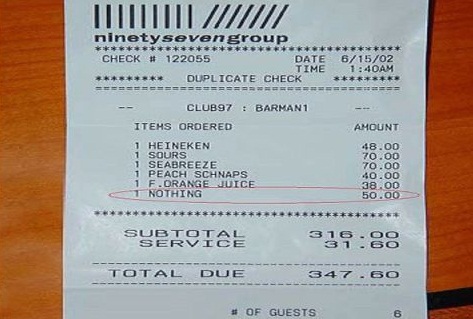 ninetysevengroup
****************************************
CHECK # 122055 DATE 6/15/02
TIME 1:40AM
********* DUPLICATE CHECK *********
----------------------------------------
-- CLUB97 : BARMAN1 --
ITEMS ORDERED AMOUNT
1 HEINEKEN 48.00
1 SOURS 70.00
1 SEABREEZE 70.00
1 PEACH SCHNAPS 40.00
1 F.ORANGE JUICE 38.00
1 NOTHING 50.00
****************************************
SUBTOTAL 316.00
SERVICE 31.60
----------------------------------------
TOTAL DUE 347.60
----------------------------------------
# OF GUESTS 6